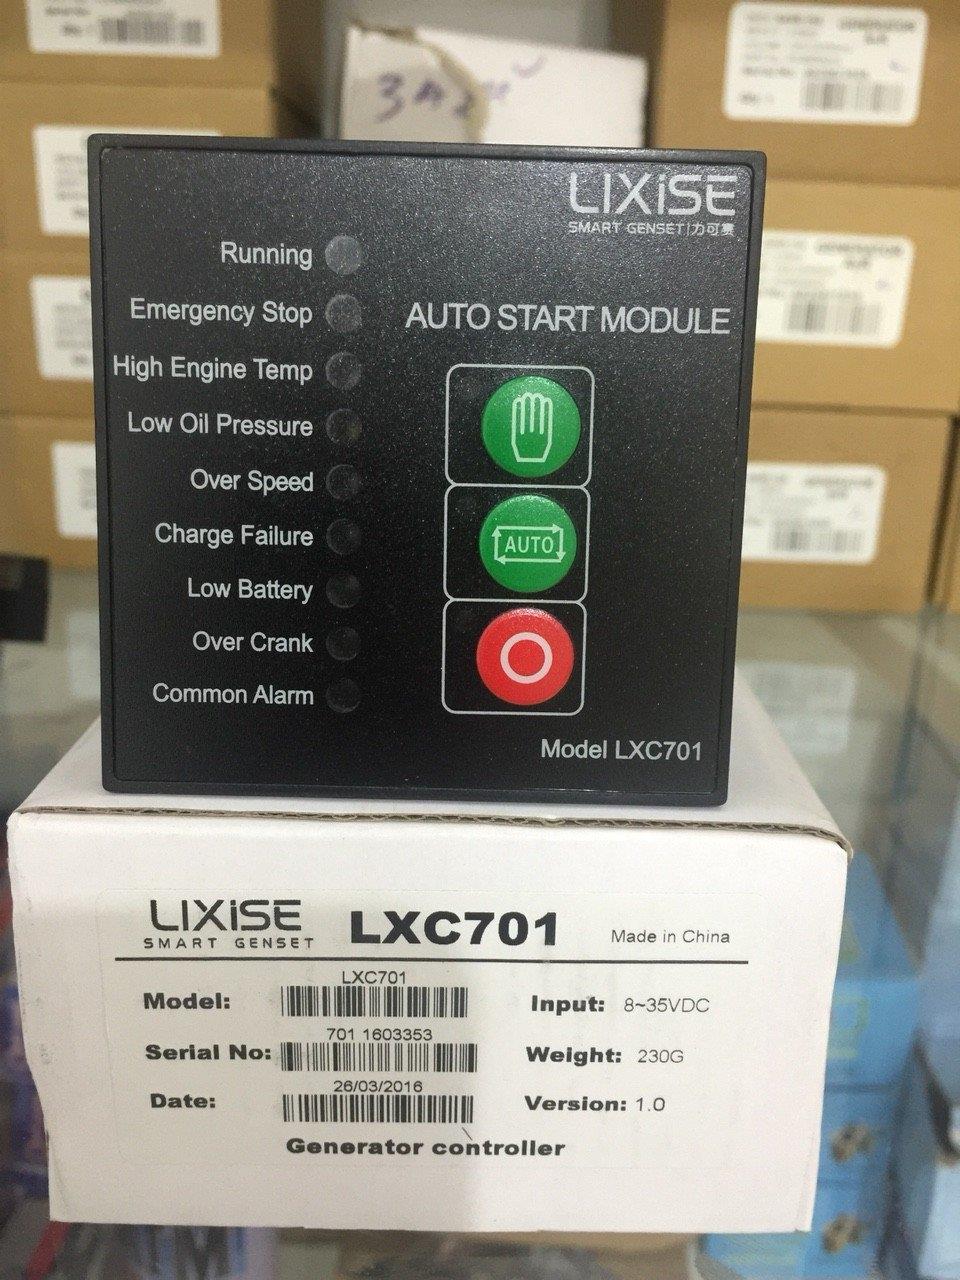 3A
LIXiSE
SMART GENSET|力可赛
Running
Emergency Stop
High Engine Temp
Low Oil Pressure
Over Speed
Charge Failure
Low Battery
Over Crank
Common Alarm
AUTO START MODULE
AUTO
Model LXC701
LIXiSE
SMART GENSET
LXC701
Made in China
LXC701
Model:
Input: 8~35VDC
701 1603353
Serial No:
Weight: 230G
26/03/2016
Date:
Version: 1.0
Generator controller